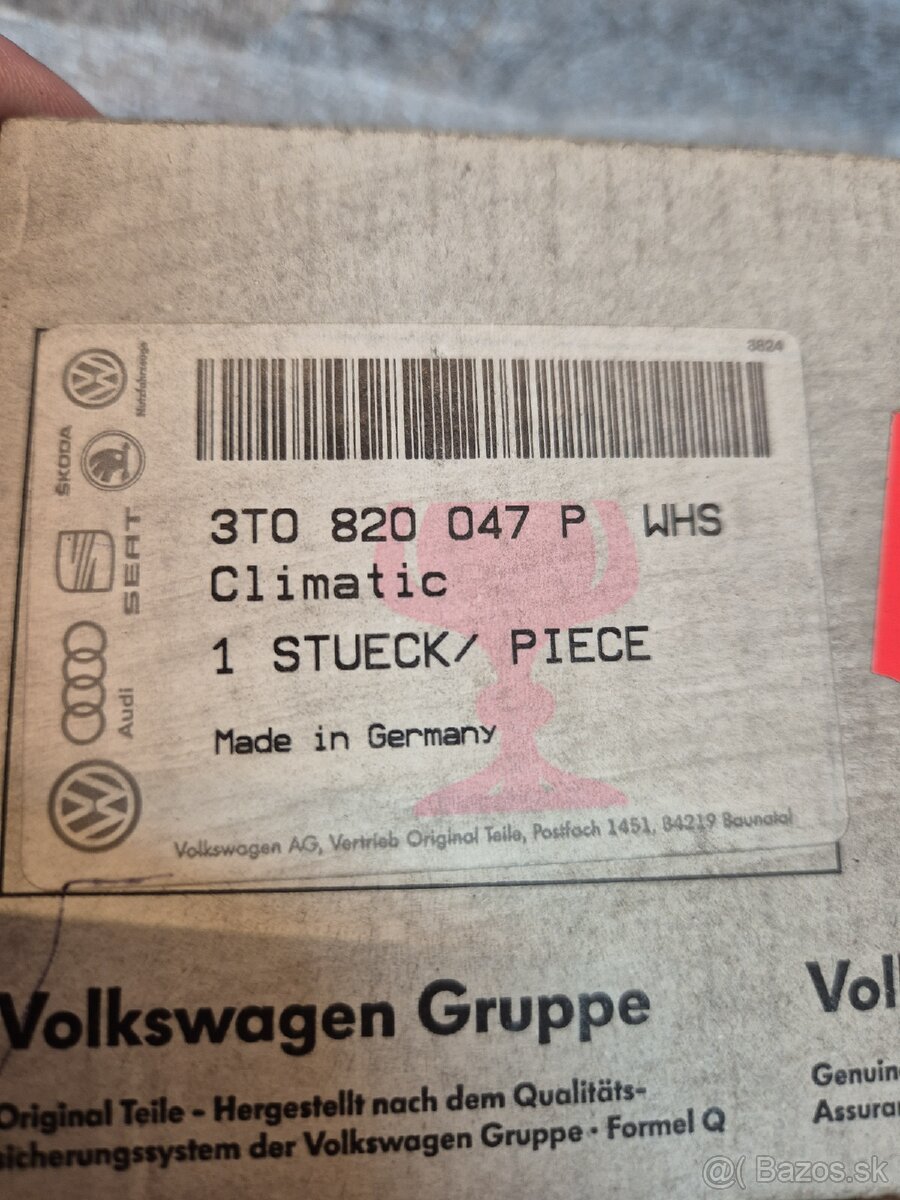 3824
Nutzfahrzeuge
ŠKODA
SEAT
Audi
3T0 820 047 P WHS
Climatic
1 STUECK/ PIECE
Made in Germany
Volkswagen AG, Vertrieb Original Teile, Postfach 1451, 34219 Baunatal
Volkswagen Gruppe
Original Teile - Hergestellt nach dem Qualitäts-
sicherungssystem der Volkswagen Gruppe · Formel Q
Vol
Genuin
Assura
@( Bazos.sk